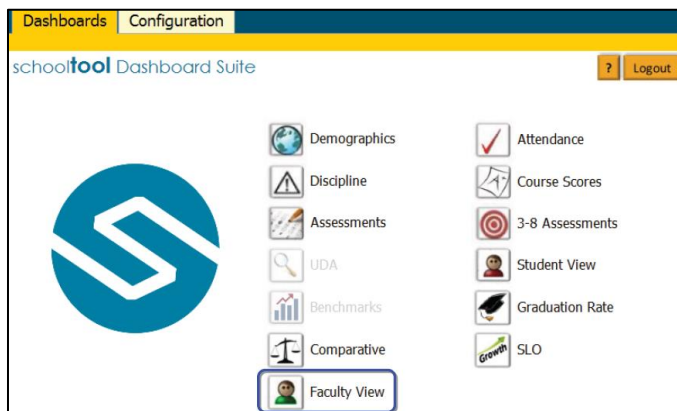 Dashboards Configuration
schooltool Dashboard Suite
? Logout
Demographics Attendance
Discipline Course Scores
Assessments 3-8 Assessments
UDA Student View
Benchmarks Graduation Rate
Comparative Growth SLO
Faculty View